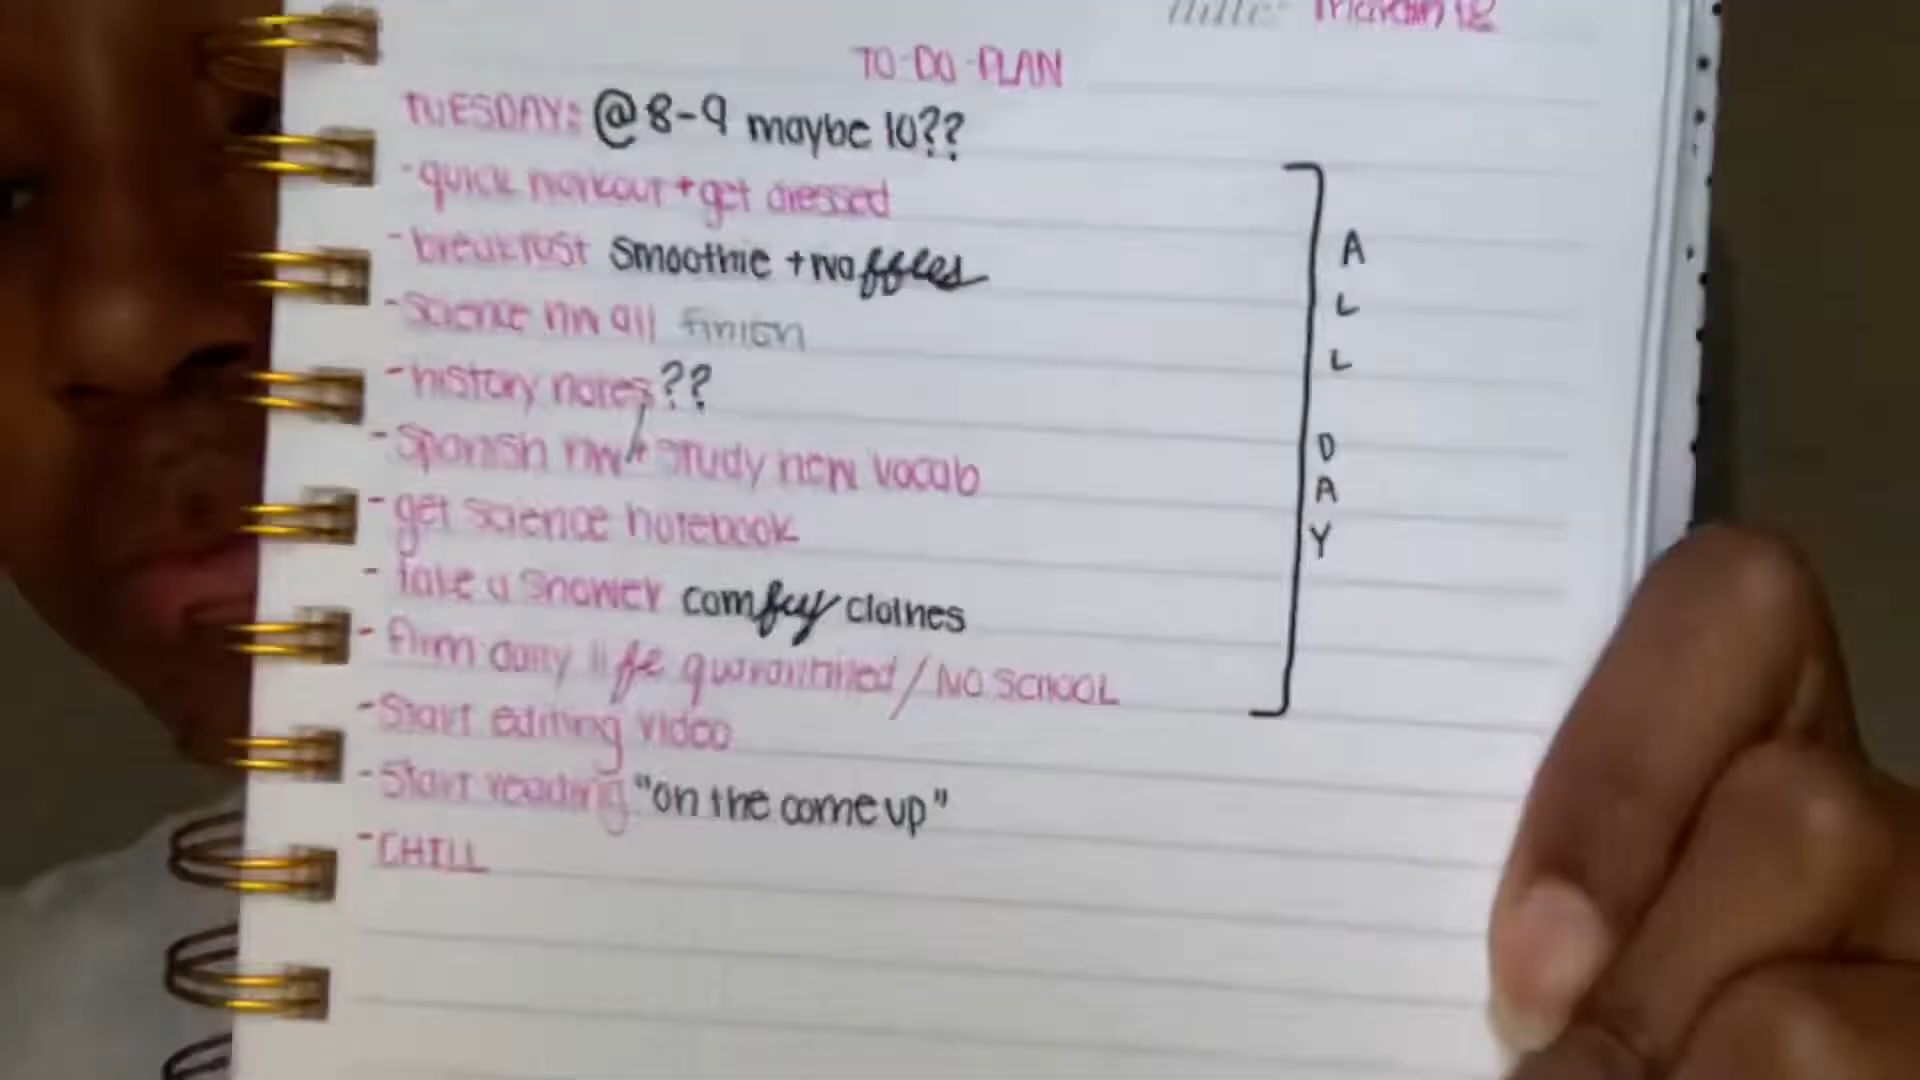 TO-DO-PLAN
TUESDAY: @ 8-9 maybe 10??
- quick workout + get dressed
- breakfast smoothie + waffles
- science hw all finish
- history notes??
- Spanish hw + study new vocab
- get science notebook
- take a shower comfy clothes
- film daily life quarantined / NO SCHOOL
- Start editing video
- Start reading "on the come up"
- CHILL
ALL DAY